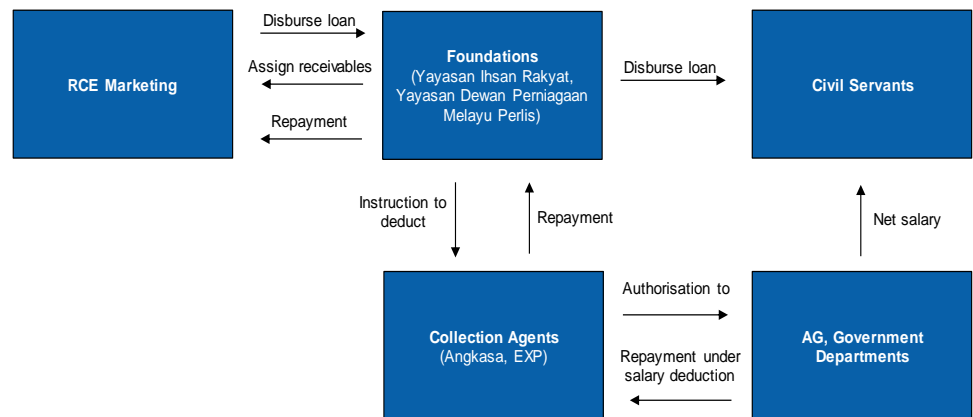 Disburse loan
RCE Marketing
Assign receivables
Repayment
Foundations
(Yayasan Ihsan Rakyat,
Yayasan Dewan Perniagaan
Melayu Perlis)
Disburse loan
Civil Servants
Instruction to
deduct
Repayment
Net salary
Collection Agents
(Angkasa, EXP)
Authorisation to
Repayment under
salary deduction
AG, Government
Departments